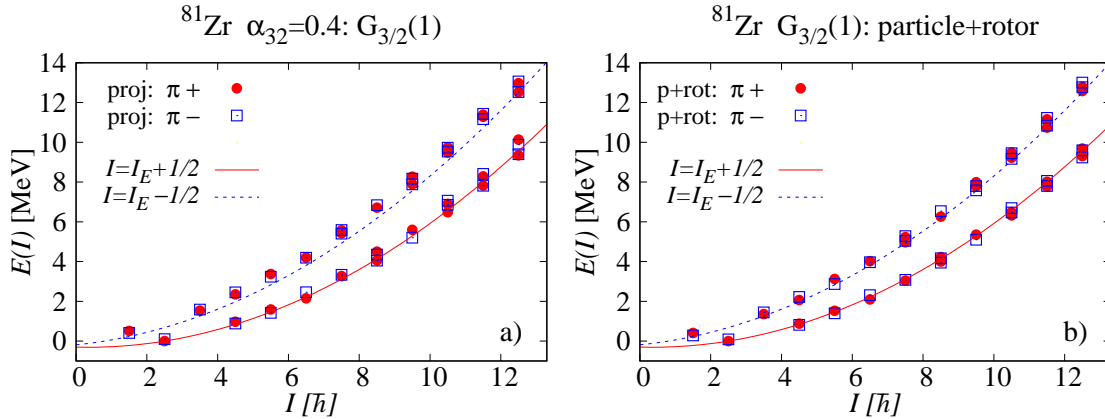 ⁸¹Zr α₃₂=0.4: G₃/₂(1)
E(I) [MeV]
14
12
10
8
6
4
2
0
proj: π +
proj: π −
I=I_E+1/2
I=I_E−1/2
a)
0 2 4 6 8 10 12
I [ħ]
⁸¹Zr G₃/₂(1): particle+rotor
E(I) [MeV]
14
12
10
8
6
4
2
0
p+rot: π +
p+rot: π −
I=I_E+1/2
I=I_E−1/2
b)
0 2 4 6 8 10 12
I [ħ]